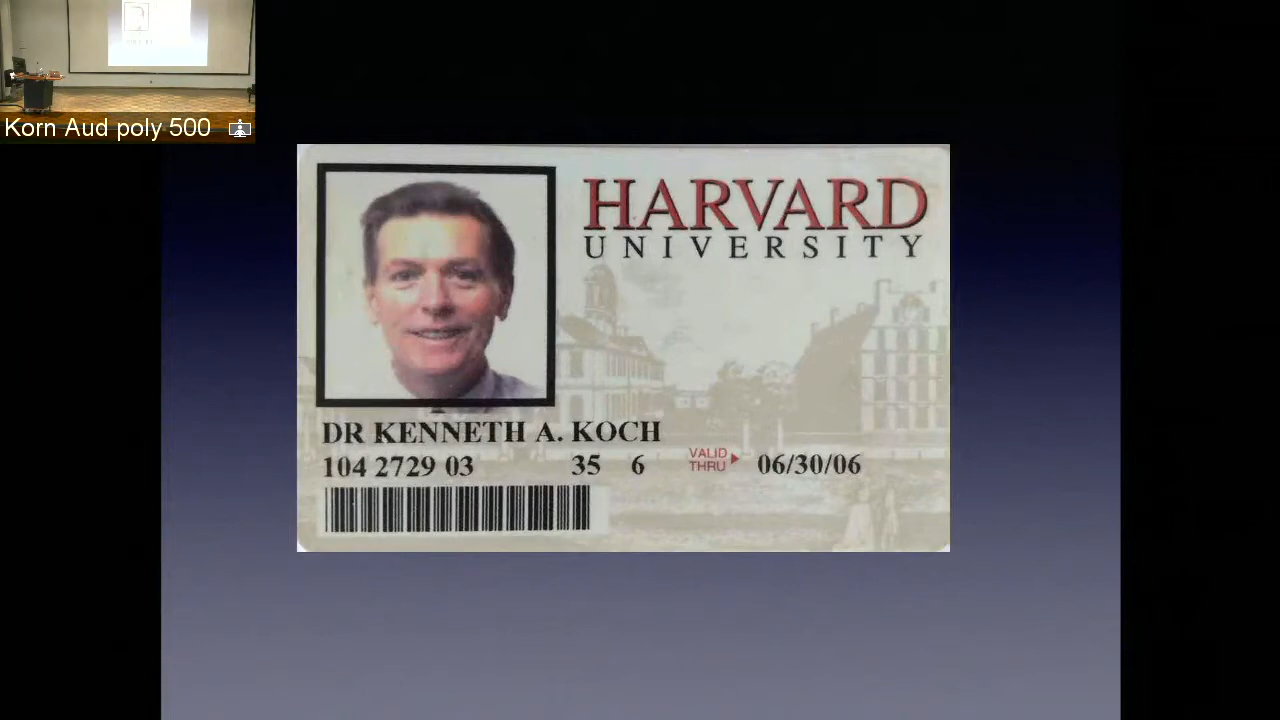 Korn Aud poly 500
HARVARD
UNIVERSITY
DR KENNETH A. KOCH
104 2729 03 35 6 VALID THRU 06/30/06